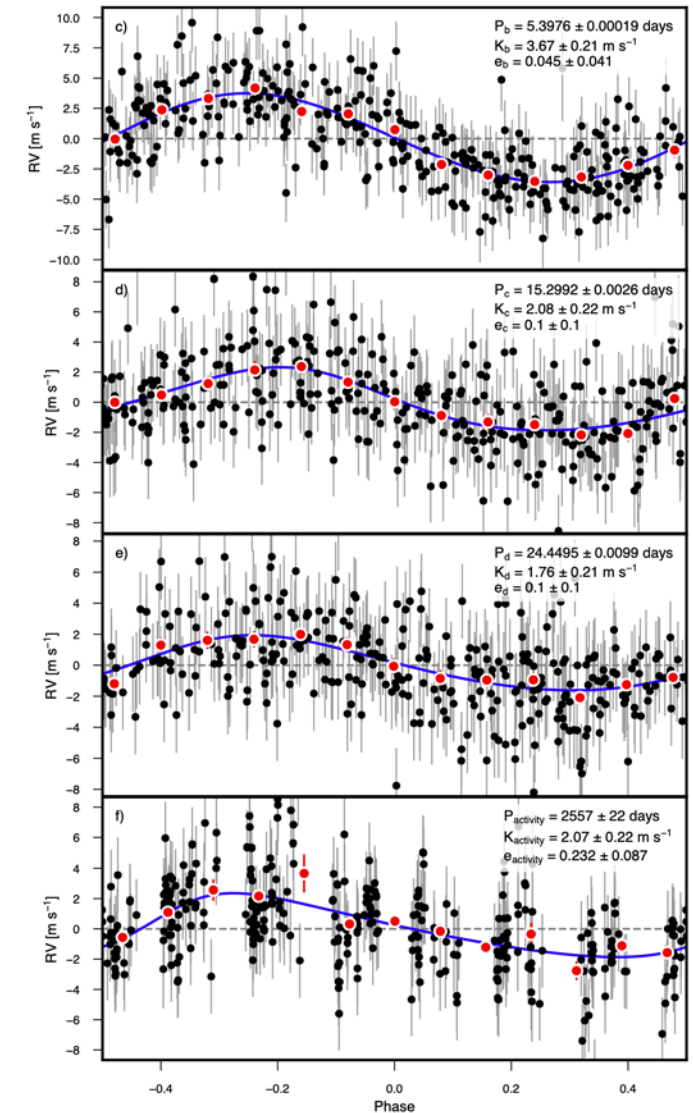 c)
P_b = 5.3976 ± 0.00019 days
K_b = 3.67 ± 0.21 m s⁻¹
e_b = 0.045 ± 0.041
10.0
7.5
5.0
2.5
0.0
−2.5
−5.0
−7.5
−10.0
RV [m s⁻¹]
d)
P_c = 15.2992 ± 0.0026 days
K_c = 2.08 ± 0.22 m s⁻¹
e_c = 0.1 ± 0.1
8
6
4
2
0
−2
−4
−6
−8
RV [m s⁻¹]
e)
P_d = 24.4495 ± 0.0099 days
K_d = 1.76 ± 0.21 m s⁻¹
e_d = 0.1 ± 0.1
8
6
4
2
0
−2
−4
−6
−8
RV [m s⁻¹]
f)
P_activity = 2557 ± 22 days
K_activity = 2.07 ± 0.22 m s⁻¹
e_activity = 0.232 ± 0.087
8
6
4
2
0
−2
−4
−6
−8
RV [m s⁻¹]
−0.4 −0.2 0.0 0.2 0.4
Phase